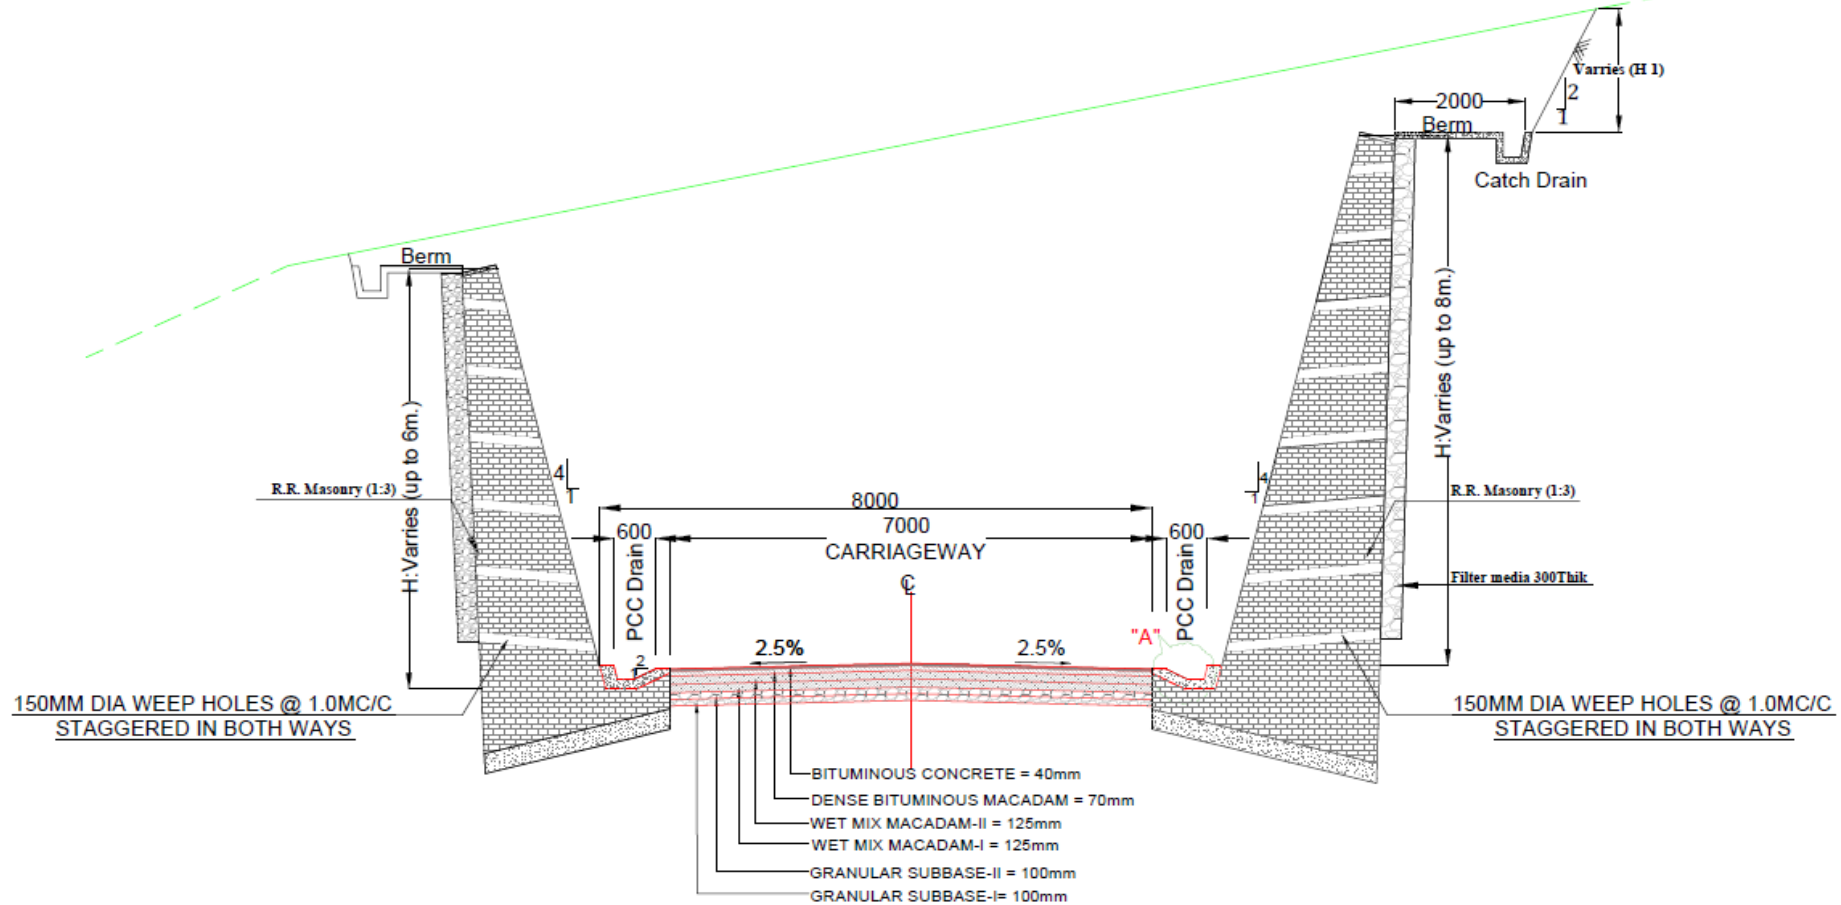 Varries (H 1)
2
1
2000
Berm
Catch Drain
Berm
H:Varries (up to 6m.)
H:Varries (up to 8m.)
4
1
4
1
R.R. Masonry (1:3)
R.R. Masonry (1:3)
8000
600
7000
600
CARRIAGEWAY
PCC Drain
PCC Drain
Filter media 300Thik
℄
"A"
2.5%
2.5%
2
1
150MM DIA WEEP HOLES @ 1.0MC/C
STAGGERED IN BOTH WAYS
150MM DIA WEEP HOLES @ 1.0MC/C
STAGGERED IN BOTH WAYS
BITUMINOUS CONCRETE = 40mm
DENSE BITUMINOUS MACADAM = 70mm
WET MIX MACADAM-II = 125mm
WET MIX MACADAM-I = 125mm
GRANULAR SUBBASE-II = 100mm
GRANULAR SUBBASE-I= 100mm